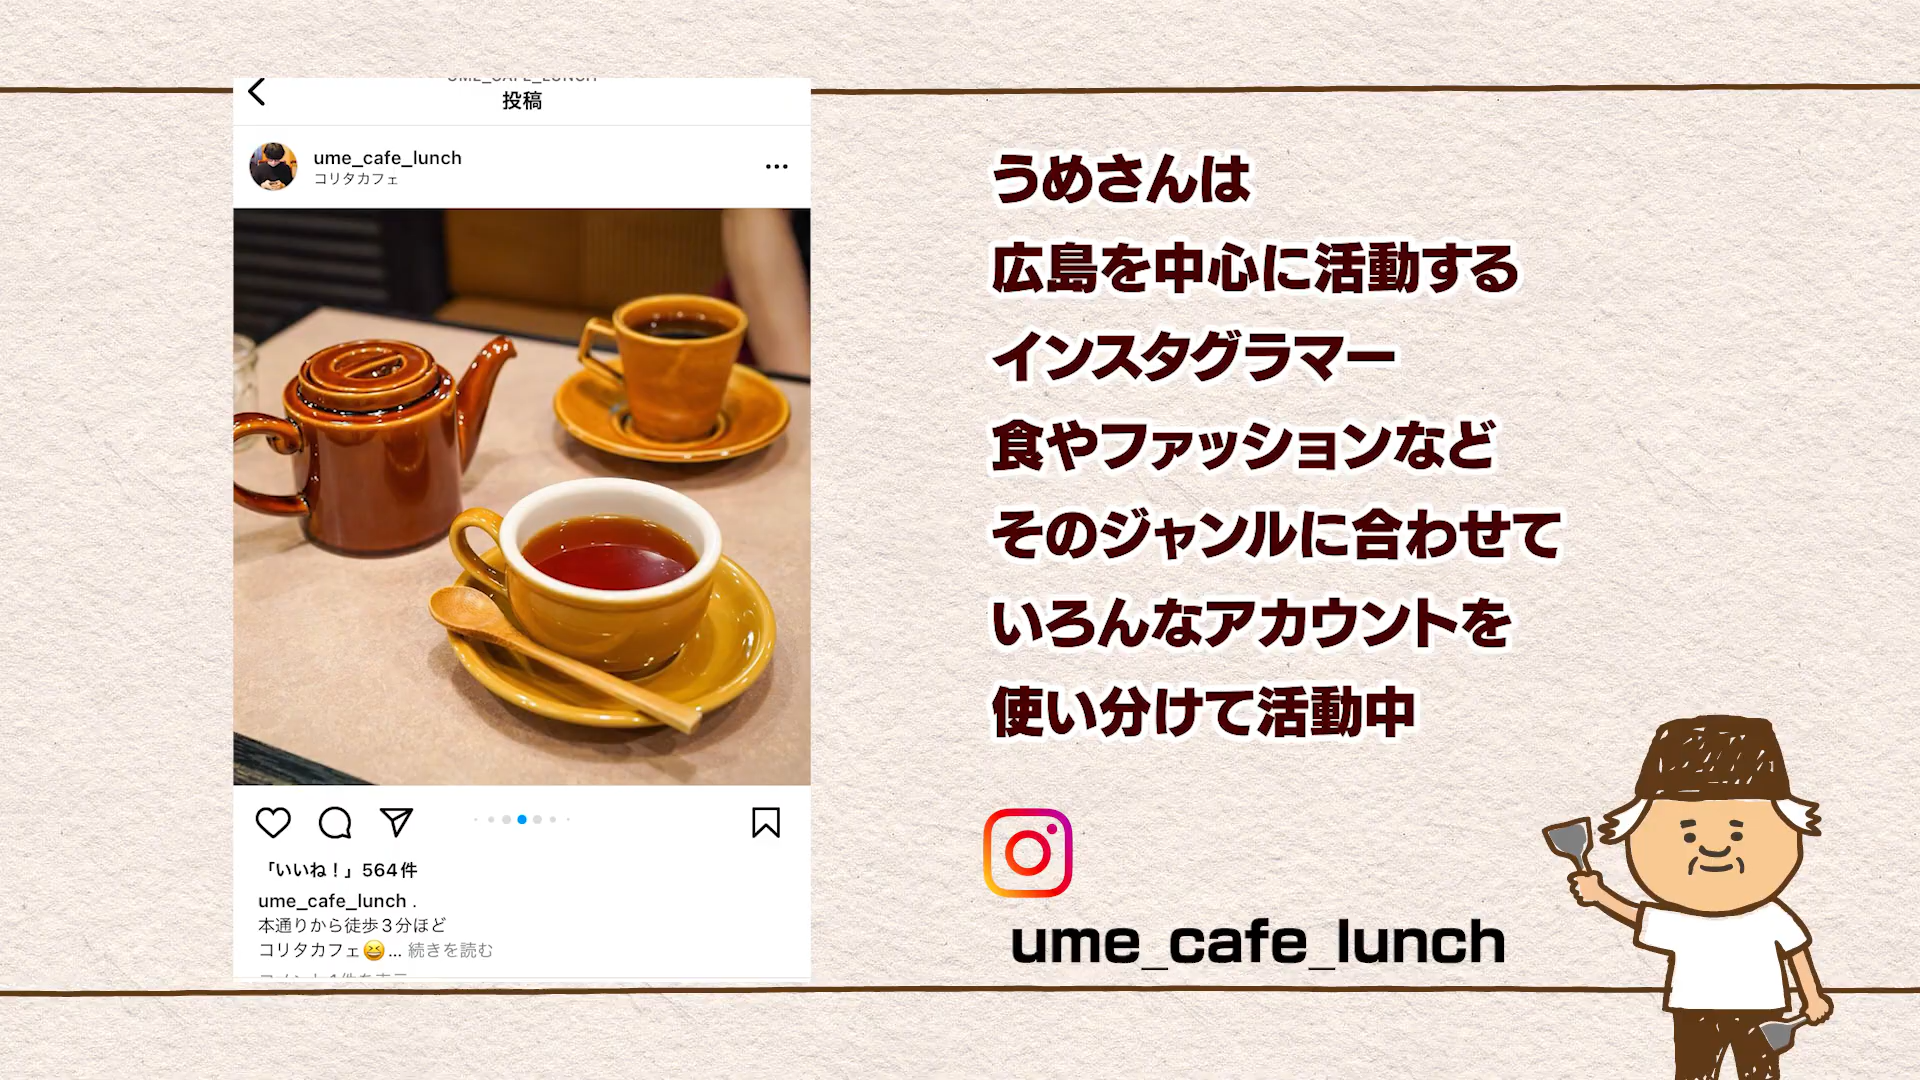 投稿
ume_cafe_lunch
コリタカフェ
「いいね！」564件
ume_cafe_lunch .
本通りから徒歩３分ほど
コリタカフェ😆... 続きを読む
うめさんは
広島を中心に活動する
インスタグラマー
食やファッションなど
そのジャンルに合わせて
いろんなアカウントを
使い分けて活動中
ume_cafe_lunch